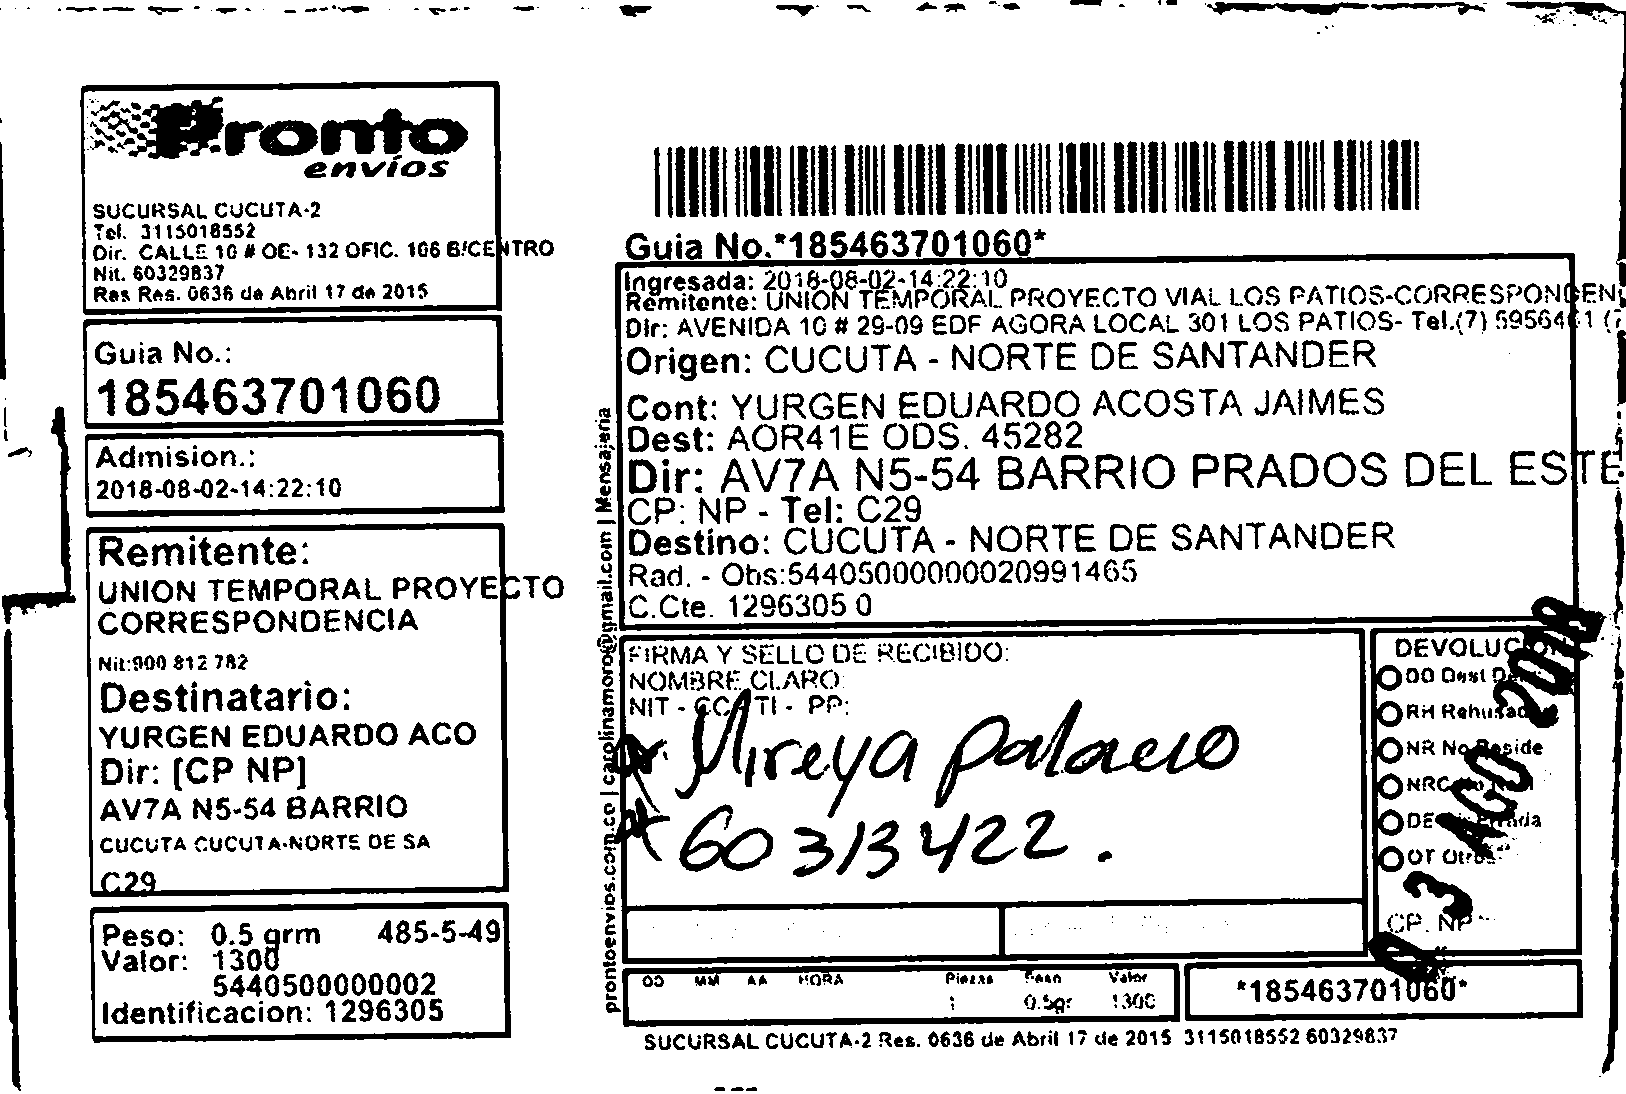 Pronto
envíos
SUCURSAL CUCUTA-2
Tel. 3115018552
Dir. CALLE 10 # OE- 132 OFIC. 106 B/CENTRO
Nit. 60329837
Res Res. 0636 de Abril 17 de 2015
Guia No.:
185463701060
Admision.:
2018-08-02-14:22:10
Remitente:
UNION TEMPORAL PROYECTO
CORRESPONDENCIA
Nit:900 812 782
Destinatario:
YURGEN EDUARDO ACO
Dir: [CP NP]
AV7A N5-54 BARRIO
CUCUTA CUCUTA-NORTE DE SA
C29
Peso: 0.5 grm 485-5-49
Valor: 1300
5440500000002
Identificacion: 1296305
prontoenvios.com.co | carolinamoro@gmail.com | Mensajeria
Guia No.*185463701060*
Ingresada: 2018-08-02-14:22:10
Remitente: UNION TEMPORAL PROYECTO VIAL LOS PATIOS-CORRESPONDEN
Dir: AVENIDA 10 # 29-09 EDF AGORA LOCAL 301 LOS PATIOS- Tel.(7) 5956461 (7
Origen: CUCUTA - NORTE DE SANTANDER
Cont: YURGEN EDUARDO ACOSTA JAIMES
Dest: AOR41E ODS. 45282
Dir: AV7A N5-54 BARRIO PRADOS DEL ESTE
CP: NP - Tel: C29
Destino: CUCUTA - NORTE DE SANTANDER
Rad. - Obs:54405000000020991465
C.Cte. 1296305 0
FIRMA Y SELLO DE RECIBIDO:
NOMBRE CLARO:
NIT - CC - TI - PP:
Mireya Palacio
60313422.
DEVOLUCION
DD Dest
RH Rehusado
NR No Reside
NRC No
DE Errada
OT Otros
CP. NP
03 AGO 2018
DD MM AA HORA Piezas Peso Valor
1 0.5gr 1300
*185463701060*
SUCURSAL CUCUTA-2 Res. 0636 de Abril 17 de 2015 3115018552 60329837